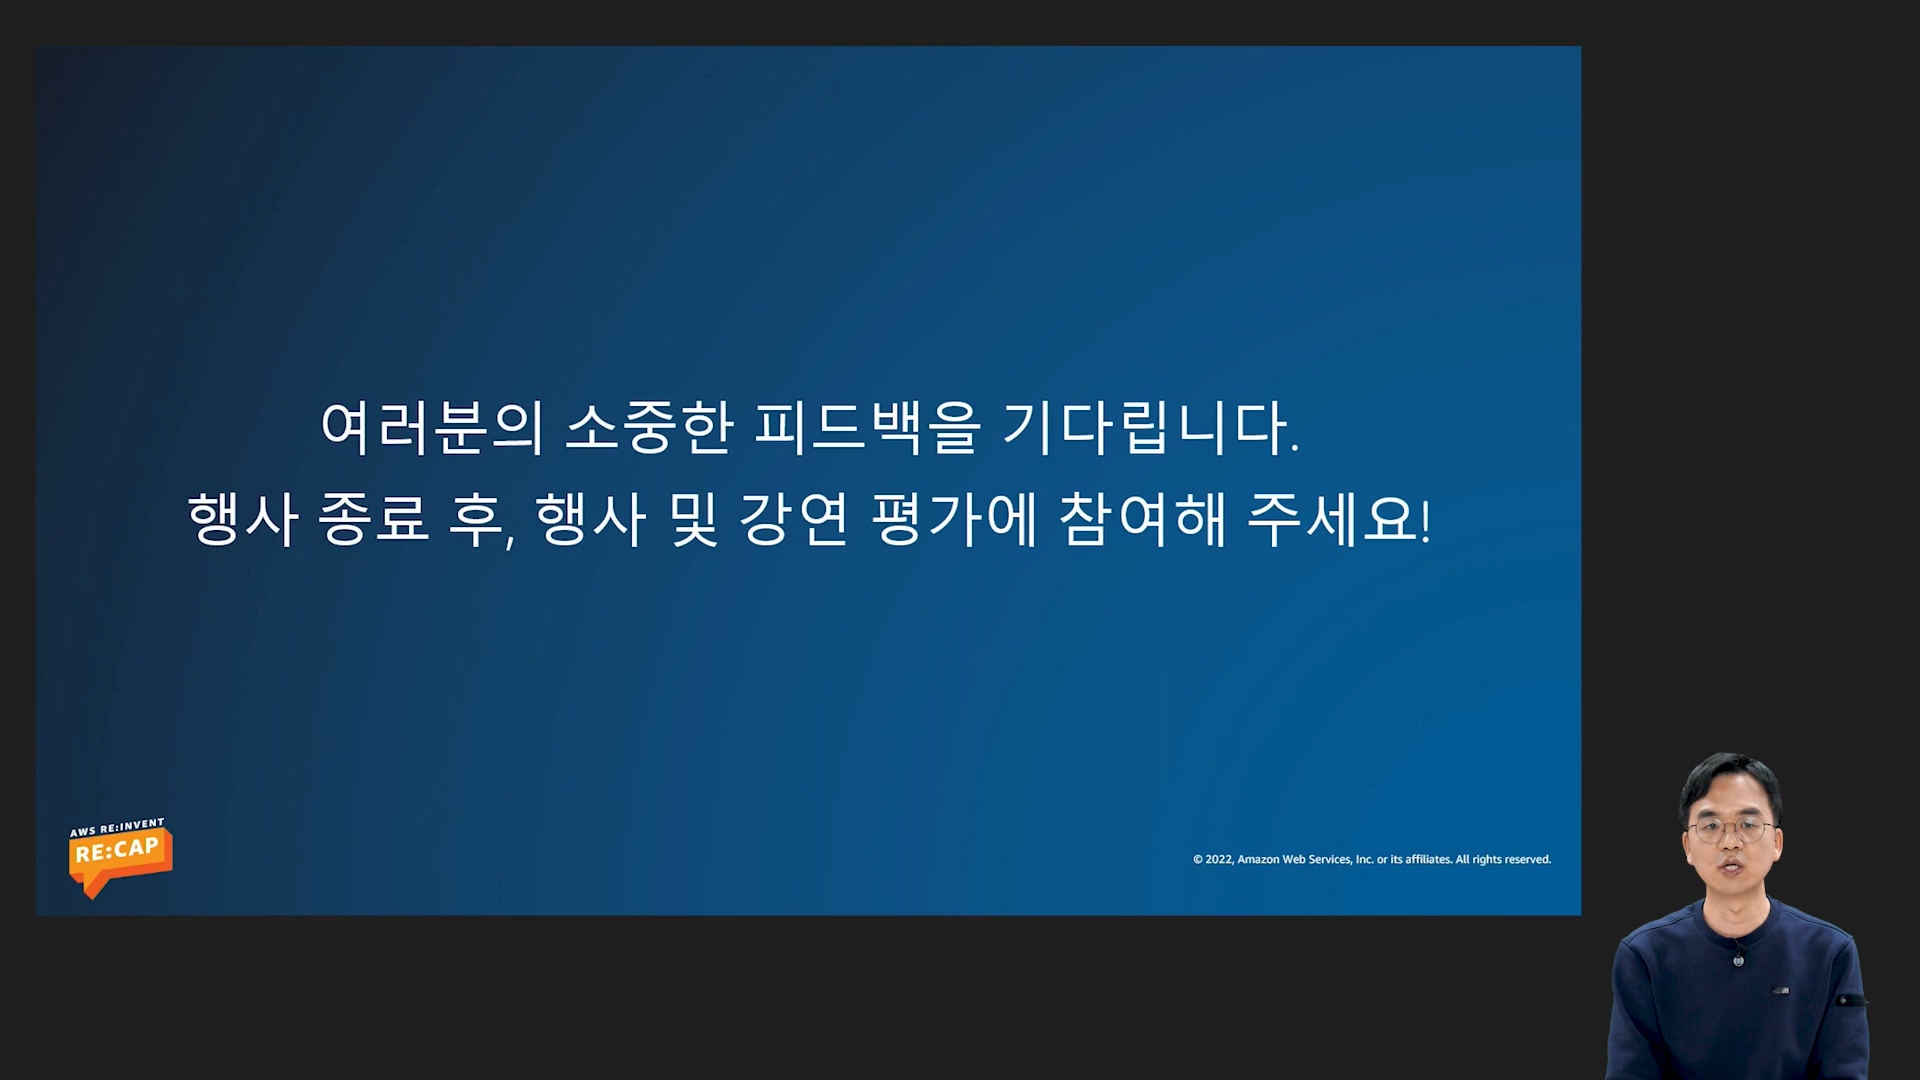 여러분의 소중한 피드백을 기다립니다.
행사 종료 후, 행사 및 강연 평가에 참여해 주세요!
AWS RE:INVENT
RE:CAP
© 2022, Amazon Web Services, Inc. or its affiliates. All rights reserved.